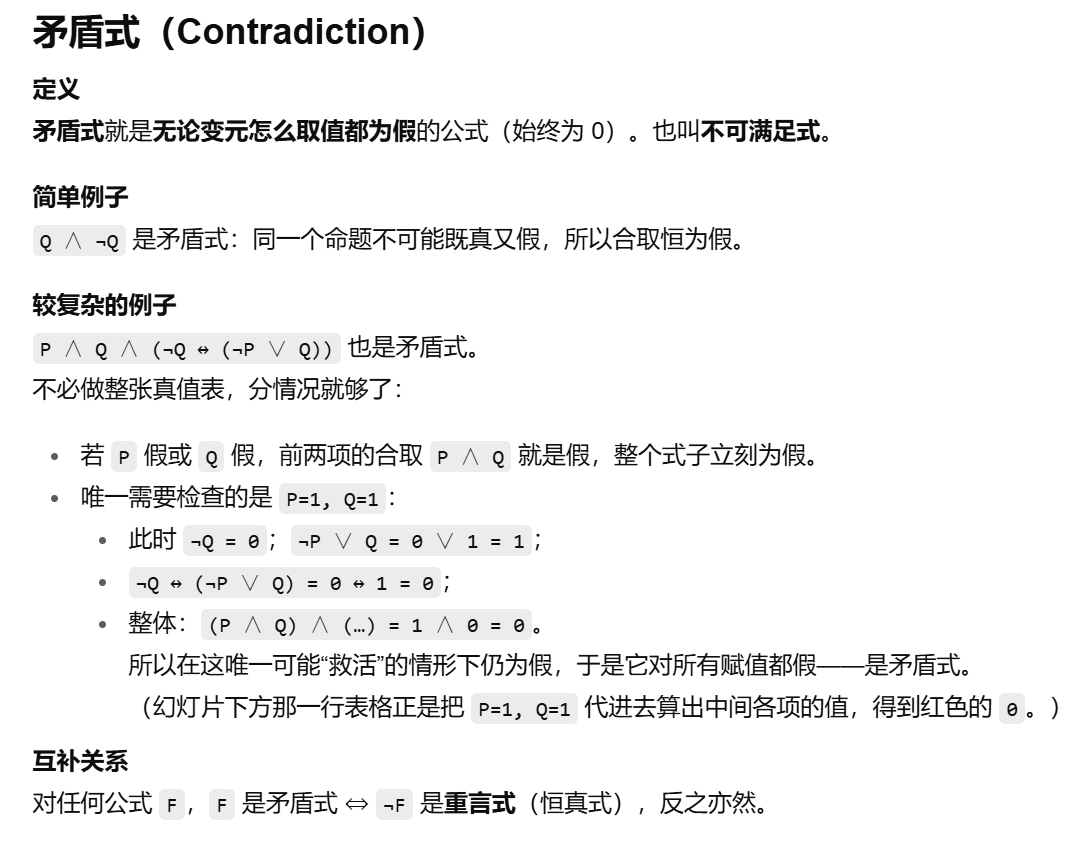 矛盾式（Contradiction）
定义
矛盾式就是无论变元怎么取值都为假的公式（始终为 0）。也叫不可满足式。
简单例子
Q ∧ ¬Q 是矛盾式：同一个命题不可能既真又假，所以合取恒为假。
较复杂的例子
P ∧ Q ∧ (¬Q ↔ (¬P ∨ Q)) 也是矛盾式。
不必做整张真值表，分情况就够了：
• 若 P 假或 Q 假，前两项的合取 P ∧ Q 就是假，整个式子立刻为假。
• 唯一需要检查的是 P=1, Q=1：
• 此时 ¬Q = 0；¬P ∨ Q = 0 ∨ 1 = 1；
• ¬Q ↔ (¬P ∨ Q) = 0 ↔ 1 = 0；
• 整体：(P ∧ Q) ∧ (…) = 1 ∧ 0 = 0。
所以在这唯一可能“救活”的情形下仍为假，于是它对所有赋值都假——是矛盾式。
（幻灯片下方那一行表格正是把 P=1, Q=1 代进去算出中间各项的值，得到红色的 0。）
互补关系
对任何公式 F，F 是矛盾式 ⇔ ¬F 是重言式（恒真式），反之亦然。